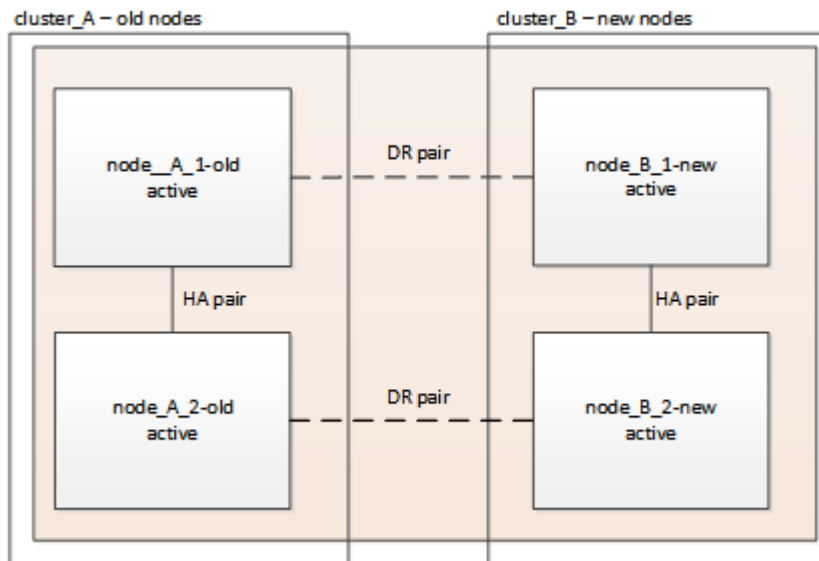 cluster_A – old nodes
cluster_B – new nodes
node__A_1-old
active
DR pair
node_B_1-new
active
HA pair
HA pair
node_A_2-old
active
DR pair
node_B_2-new
active